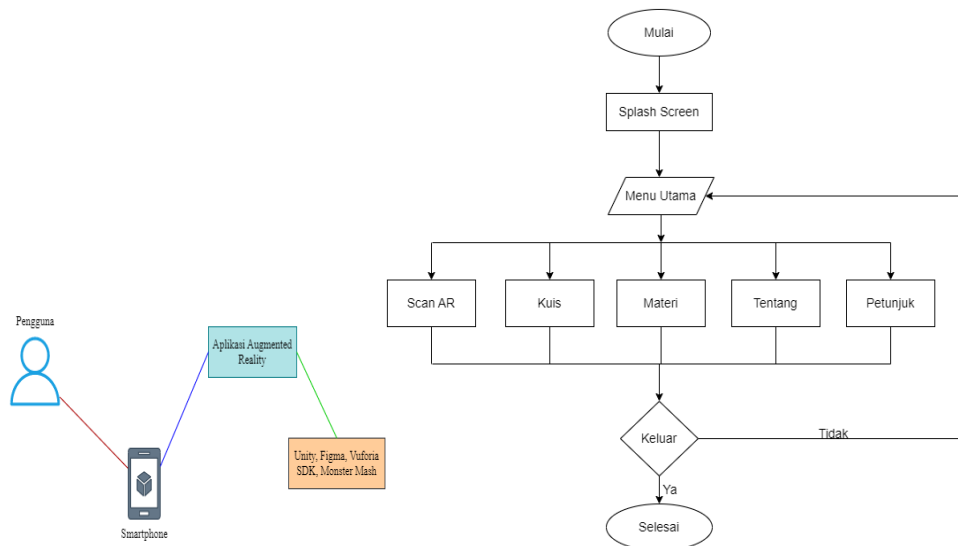 Pengguna
Smartphone
Aplikasi Augmented
Reality
Unity, Figma, Vuforia
SDK, Monster Mash
Mulai
Splash Screen
Menu Utama
Scan AR
Kuis
Materi
Tentang
Petunjuk
Keluar
Tidak
Ya
Selesai